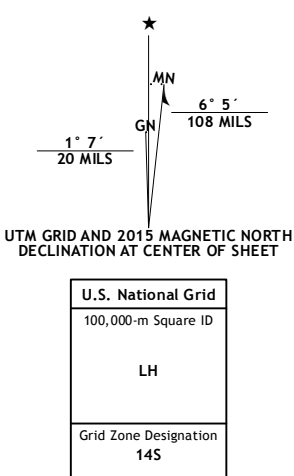 ★
MN
GN
6° 5´
108 MILS
1° 7´
20 MILS
UTM GRID AND 2015 MAGNETIC NORTH
DECLINATION AT CENTER OF SHEET
U.S. National Grid
100,000-m Square ID
LH
Grid Zone Designation
14S